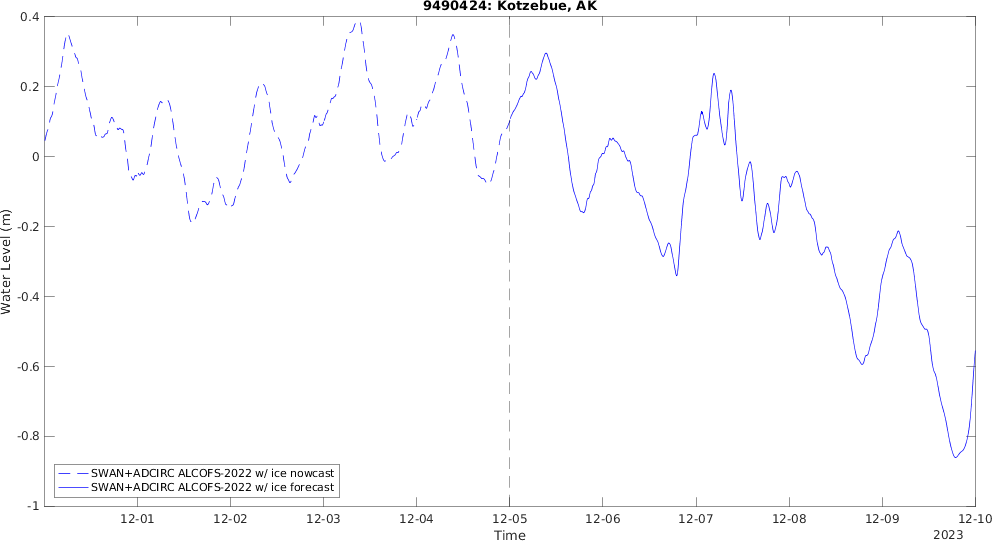 9490424: Kotzebue, AK
0.4
0.2
0
-0.2
-0.4
-0.6
-0.8
-1
Water Level (m)
SWAN+ADCIRC ALCOFS-2022 w/ ice nowcast
SWAN+ADCIRC ALCOFS-2022 w/ ice forecast
12-01 12-02 12-03 12-04 12-05 12-06 12-07 12-08 12-09 12-10
Time
2023